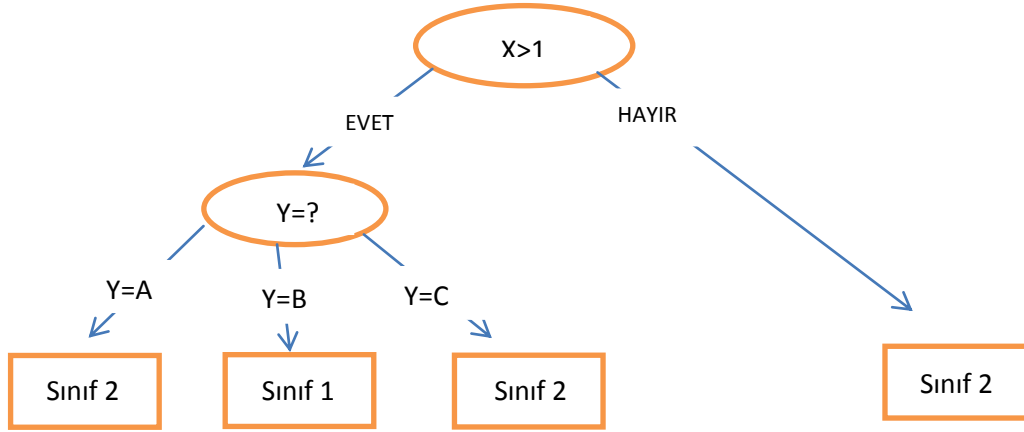 X>1
EVET
HAYIR
Y=?
Y=A
Y=B
Y=C
Sınıf 2
Sınıf 1
Sınıf 2
Sınıf 2